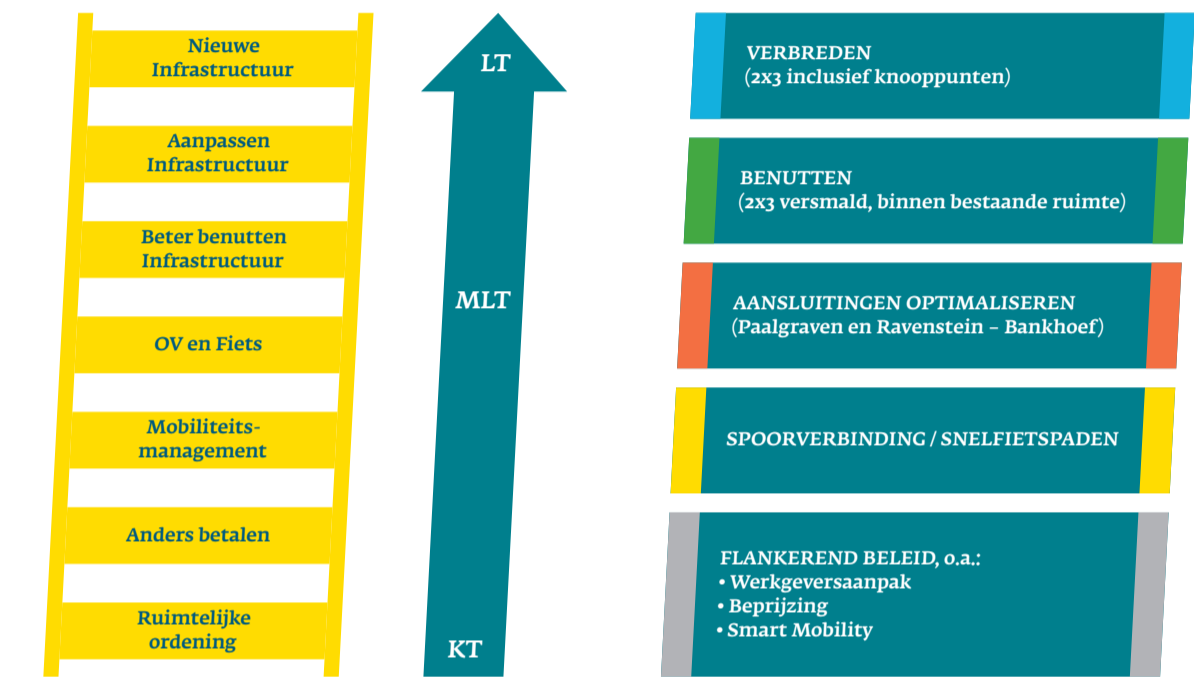 Nieuwe
Infrastructuur
Aanpassen
Infrastructuur
Beter benutten
Infrastructuur
OV en Fiets
Mobiliteits-
management
Anders betalen
Ruimtelijke
ordening
LT
MLT
KT
VERBREDEN
(2x3 inclusief knooppunten)
BENUTTEN
(2x3 versmald, binnen bestaande ruimte)
AANSLUITINGEN OPTIMALISEREN
(Paalgraven en Ravenstein – Bankhoef)
SPOORVERBINDING / SNELFIETSPADEN
FLANKEREND BELEID, o.a.:
• Werkgeversaanpak
• Beprijzing
• Smart Mobility